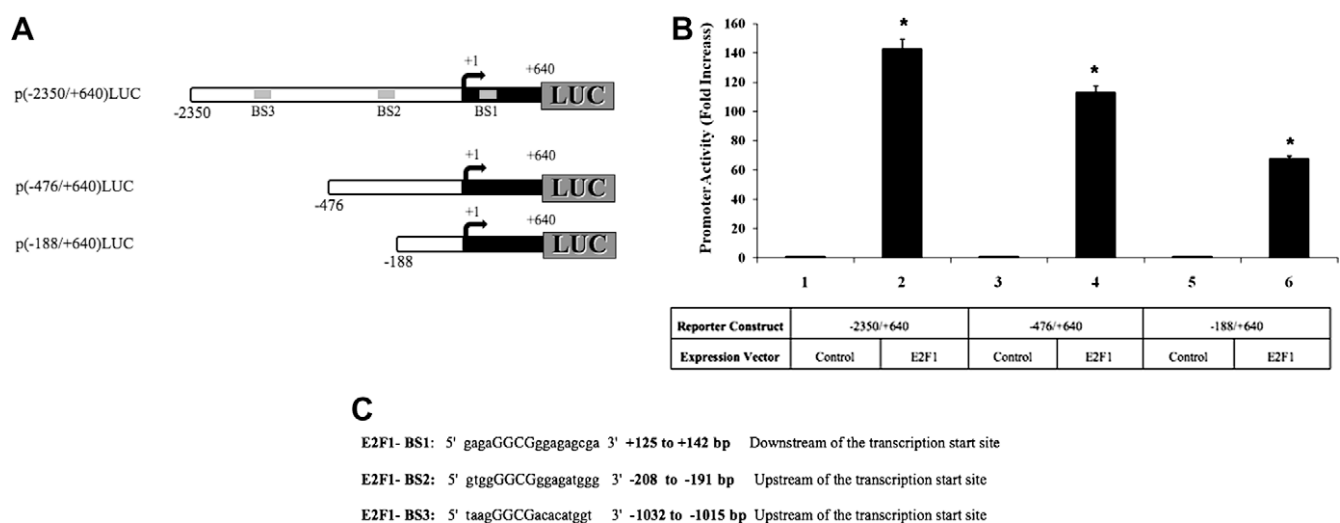 A
+1
+640
p(-2350/+640)LUC
LUC
-2350
BS3
BS2
BS1
+1
+640
p(-476/+640)LUC
LUC
-476
+1
+640
p(-188/+640)LUC
LUC
-188
B
Promoter Activity (Fold Increass)
160
140
120
100
80
60
40
20
0
*
*
*
1 2 3 4 5 6
Reporter Construct -2350/+640 -476/+640 -188/+640
Expression Vector Control E2F1 Control E2F1 Control E2F1
C
E2F1- BS1: 5' gagaGGCGggagagcga 3' +125 to +142 bp Downstream of the transcription start site
E2F1- BS2: 5' gtggGGCGggagatggg 3' -208 to -191 bp Upstream of the transcription start site
E2F1- BS3: 5' taagGGCGacacatggt 3' -1032 to -1015 bp Upstream of the transcription start site